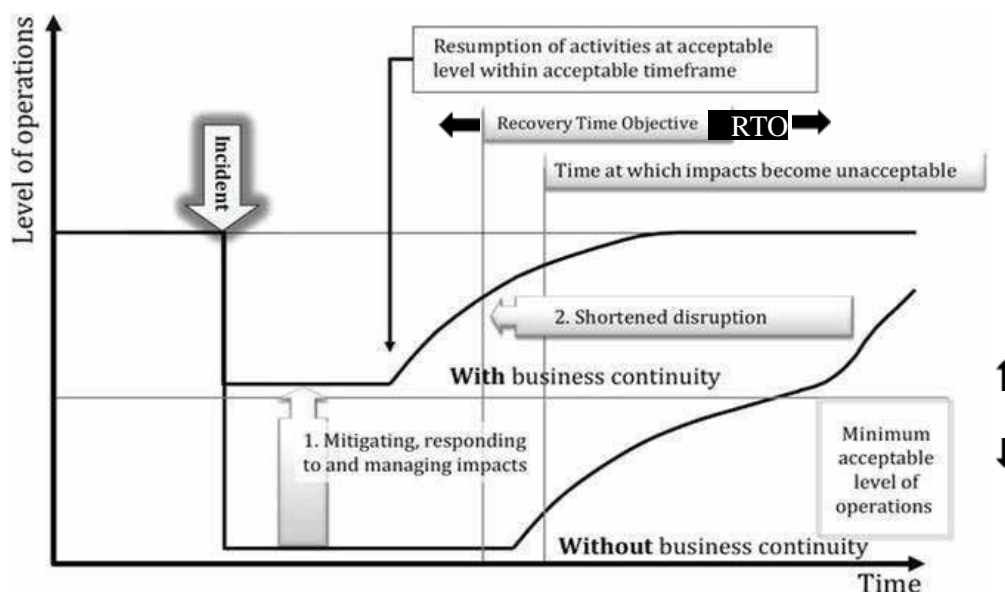 Level of operations
Incident
Resumption of activities at acceptable
level within acceptable timeframe
Recovery Time Objective RTO
Time at which impacts become unacceptable
2. Shortened disruption
With business continuity
1. Mitigating, responding
to and managing impacts
Minimum
acceptable
level of
operations
Without business continuity
Time